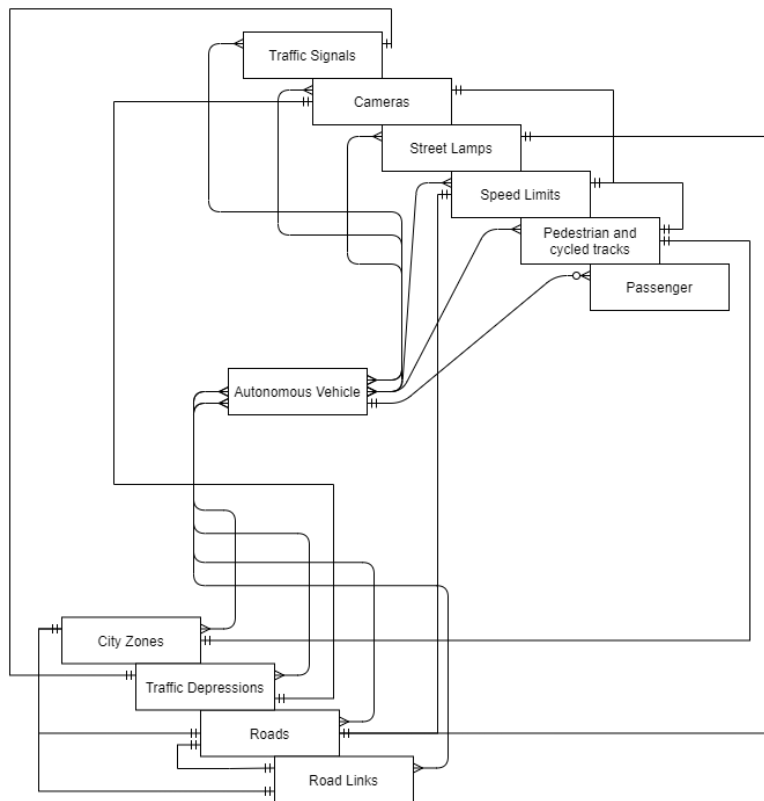 Traffic Signals
Cameras
Street Lamps
Speed Limits
Pedestrian and
cycled tracks
Passenger
Autonomous Vehicle
City Zones
Traffic Depressions
Roads
Road Links